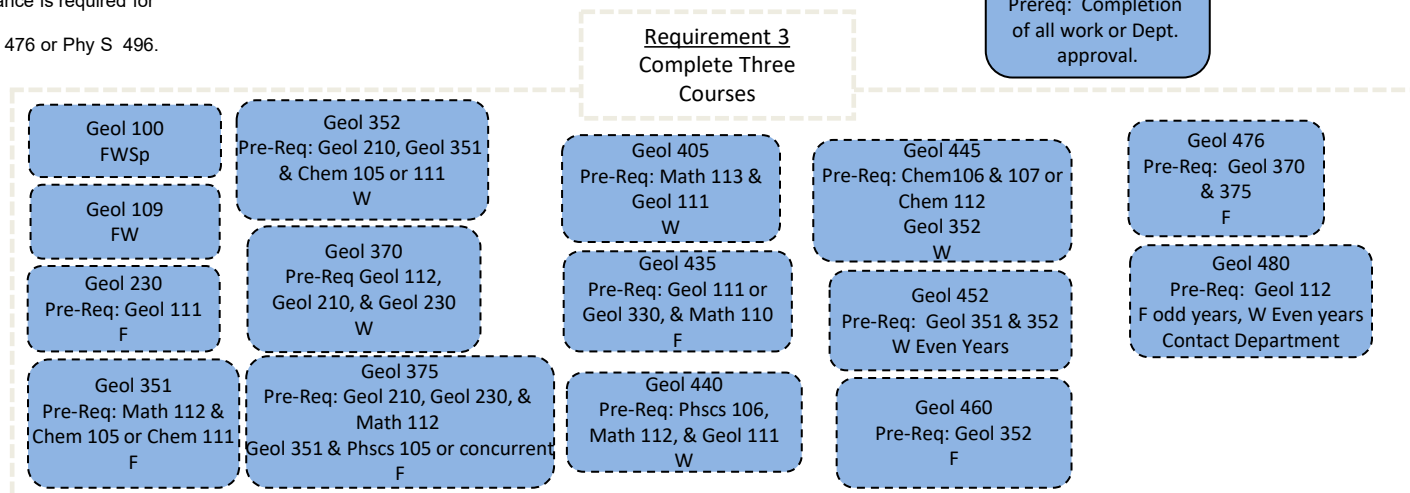 ance is required for
476 or Phy S 496.
Prereq: Completion
of all work or Dept.
approval.
Requirement 3
Complete Three
Courses
Geol 100
FWSp
Geol 109
FW
Geol 230
Pre-Req: Geol 111
F
Geol 351
Pre-Req: Math 112 &
Chem 105 or Chem 111
F
Geol 352
Pre-Req: Geol 210, Geol 351
& Chem 105 or 111
W
Geol 370
Pre-Req Geol 112,
Geol 210, & Geol 230
W
Geol 375
Pre-Req: Geol 210, Geol 230, &
Math 112
Geol 351 & Phscs 105 or concurrent
F
Geol 405
Pre-Req: Math 113 &
Geol 111
W
Geol 435
Pre-Req: Geol 111 or
Geol 330, & Math 110
F
Geol 440
Pre-Req: Phscs 106,
Math 112, & Geol 111
W
Geol 445
Pre-Req: Chem106 & 107 or
Chem 112
Geol 352
W
Geol 452
Pre-Req: Geol 351 & 352
W Even Years
Geol 460
Pre-Req: Geol 352
F
Geol 476
Pre-Req: Geol 370
& 375
F
Geol 480
Pre-Req: Geol 112
F odd years, W Even years
Contact Department